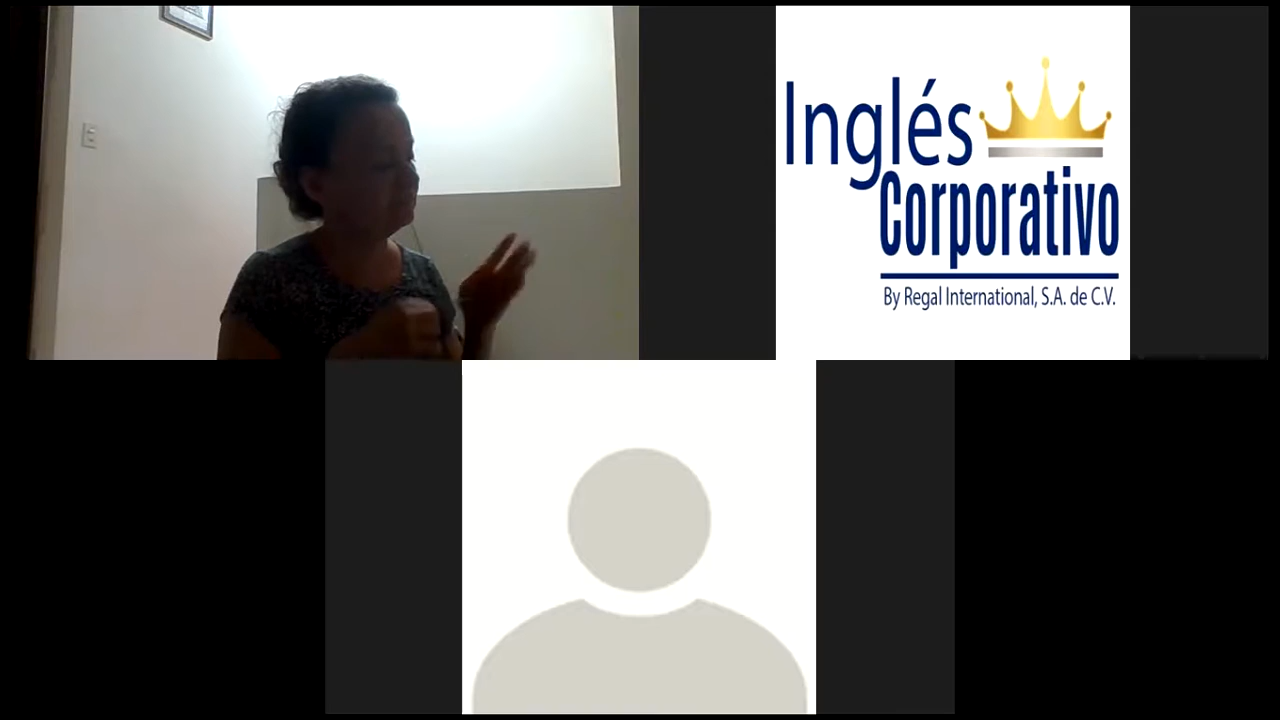 Inglés
Corporativo
By Regal International, S.A. de C.V.